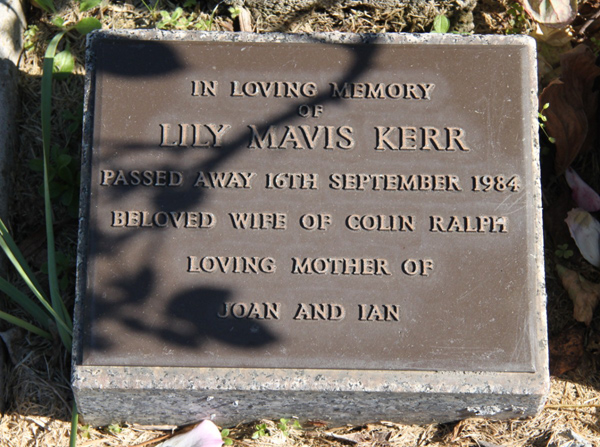 IN LOVING MEMORY
OF
LILY MAVIS KERR
PASSED AWAY 16TH SEPTEMBER 1984
BELOVED WIFE OF COLIN RALPH
LOVING MOTHER OF
JOAN AND IAN